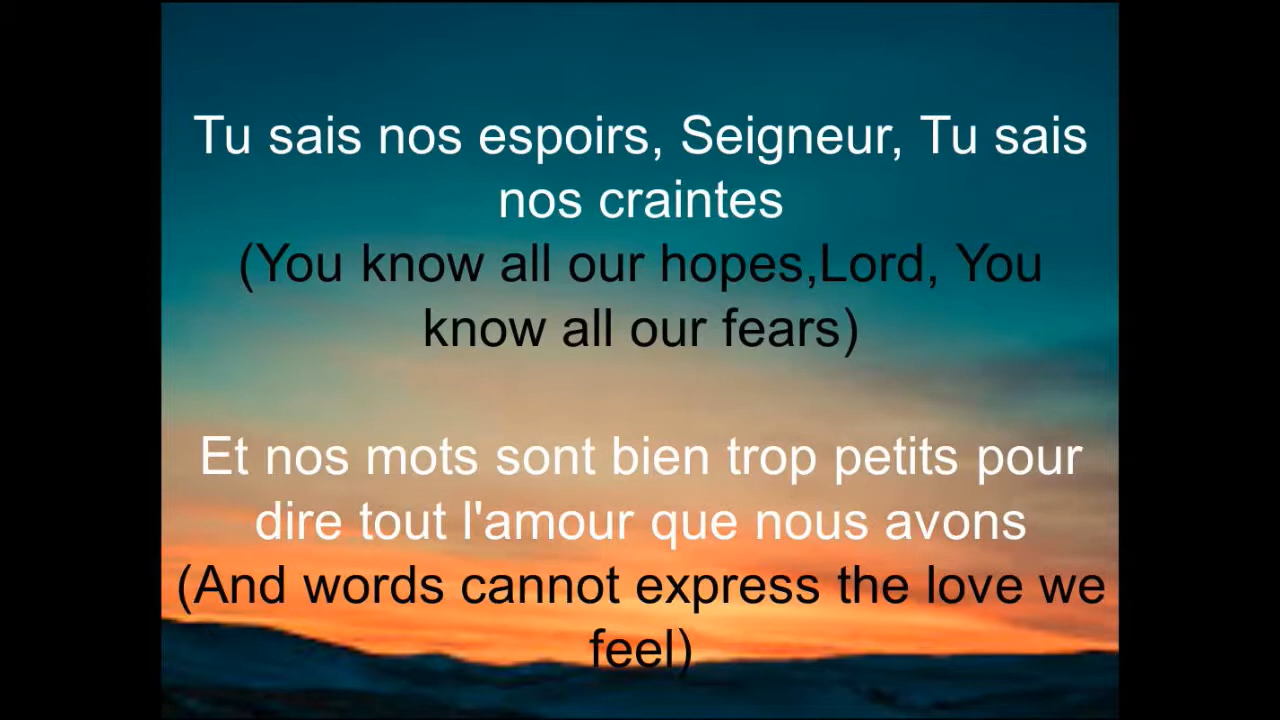 Tu sais nos espoirs, Seigneur, Tu sais
nos craintes
(You know all our hopes,Lord, You
know all our fears)
Et nos mots sont bien trop petits pour
dire tout l'amour que nous avons
(And words cannot express the love we
feel)